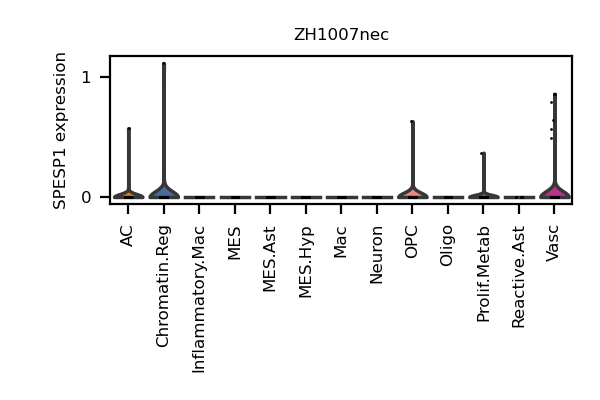 ZH1007nec
SPESP1 expression
1
0
AC
Chromatin.Reg
Inflammatory.Mac
MES
MES.Ast
MES.Hyp
Mac
Neuron
OPC
Oligo
Prolif.Metab
Reactive.Ast
Vasc